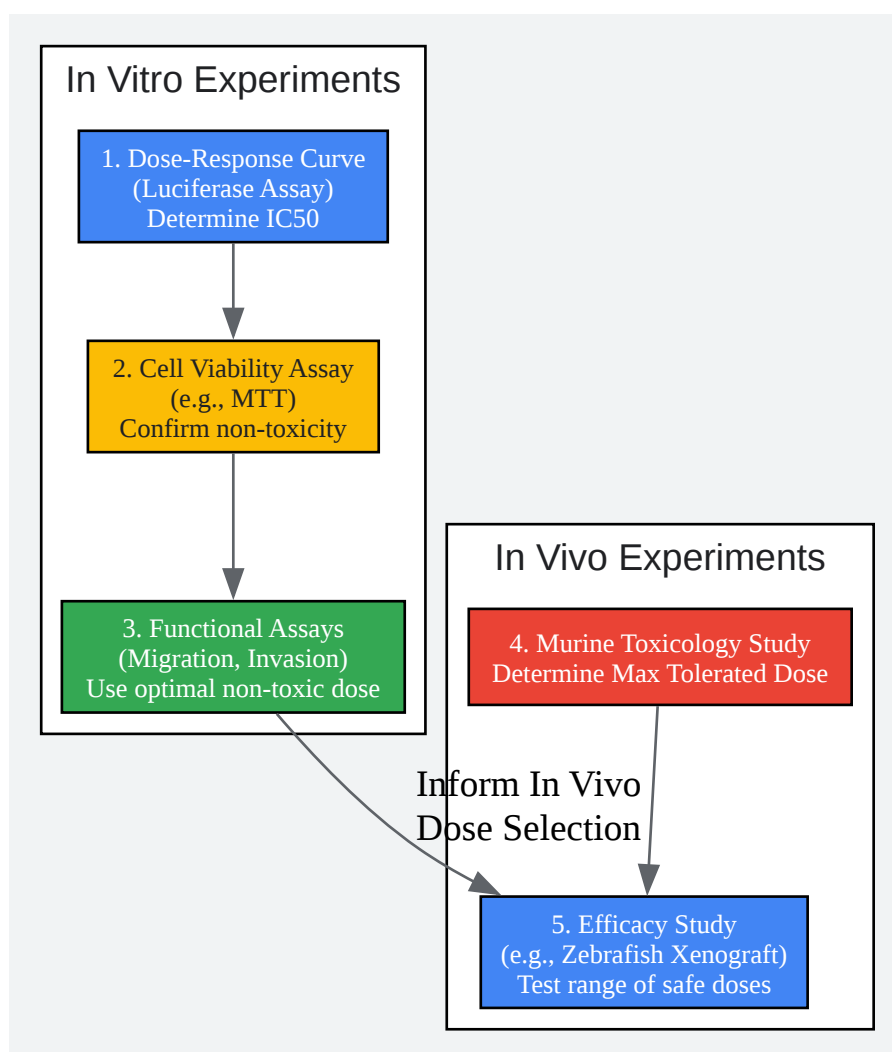 In Vitro Experiments
1. Dose-Response Curve
(Luciferase Assay)
Determine IC50
2. Cell Viability Assay
(e.g., MTT)
Confirm non-toxicity
3. Functional Assays
(Migration, Invasion)
Use optimal non-toxic dose
In Vivo Experiments
4. Murine Toxicology Study
Determine Max Tolerated Dose
Inform In Vivo
Dose Selection
5. Efficacy Study
(e.g., Zebrafish Xenograft)
Test range of safe doses